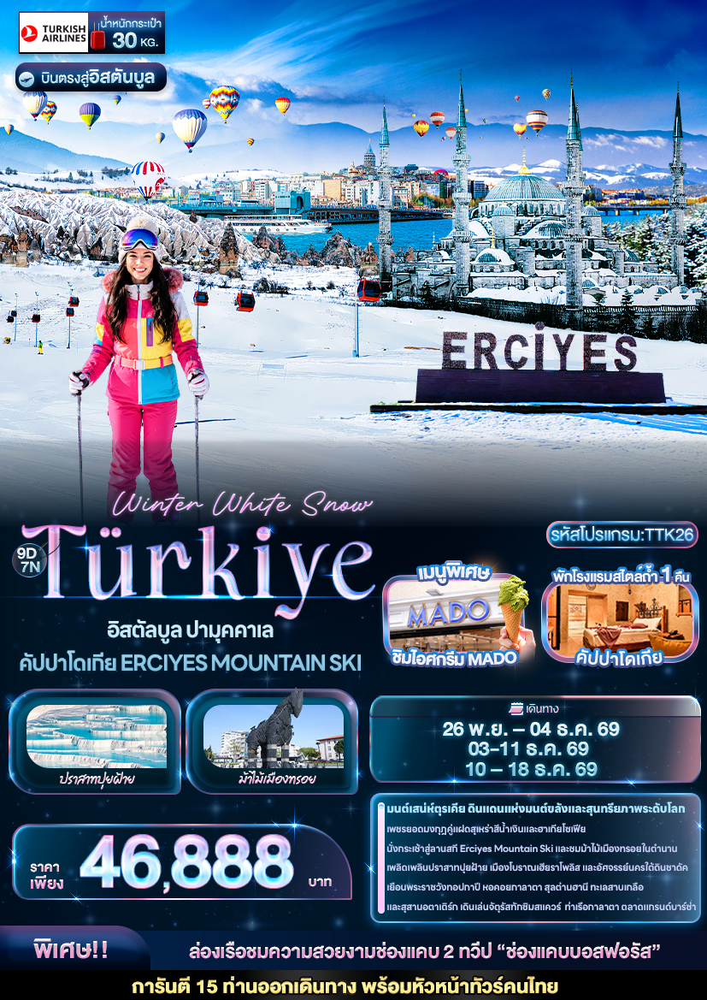 TURKISH
AIRLINES
น้ำหนักกระเป๋า
30 KG.
บินตรงสู่อิสตันบูล
ERCIYES
Winter White Snow
9D
7N
Türkiye
รหัสโปรแกรม:TTK26
อิสตัลบูล ปามุคคาเล
คัปปาโดเกีย ERCIYES MOUNTAIN SKI
เมนูพิเศษ
MADO
ชิมไอศกรีม MADO
พักโรงแรมสไตล์ถ้ำ 1 คืน
คัปปาโดเกีย
ปราสาทปุยฝ้าย
ม้าไม้เมืองทรอย
เดินทาง
26 พ.ย. – 04 ธ.ค. 69
03-11 ธ.ค. 69
10 – 18 ธ.ค. 69
ราคา
เพียง
46,888
บาท
มนต์เสน่ห์ตุรเคีย ดินแดนแห่งมนต์ขลังและสุนทรียภาพระดับโลก
เพชรยอดมงกุฎคู่แฝดสุเหร่าสีน้ำเงินและฮาเกียโซเฟีย
นั่งกระเช้าสู่ลานสกี Erciyes Mountain Ski และชมม้าไม้เมืองทรอยในตำนาน
เพลิดเพลินปราสาทปุยฝ้าย เมืองโบราณเฮียราโพลิส และอัศจรรย์นครใต้ดินชาดัค
เยือนพระราชวังทอปกาปี หอคอยกาลาตา สุลต่านฮานี ทะเลสาบเกลือ
และสุสานอตาเติร์ก เดินเล่นจัตุรัสทักซิมสแควร์ ท่าเรือกาลาตา ตลาดแกรนด์บาร์ซ่า
พิเศษ!!
ล่องเรือชมความสวยงามช่องแคบ 2 ทวีป “ช่องแคบบอสฟอรัส”
การันตี 15 ท่านออกเดินทาง พร้อมหัวหน้าทัวร์คนไทย